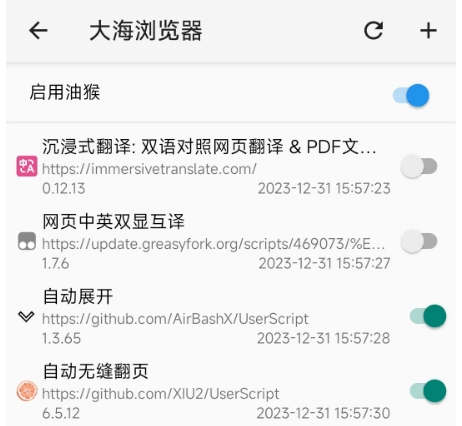 大海浏览器
启用油猴
沉浸式翻译: 双语对照网页翻译 & PDF文...
https://immersivetranslate.com/
0.12.13 2023-12-31 15:57:23
网页中英双显互译
https://update.greasyfork.org/scripts/469073/%E...
1.7.6 2023-12-31 15:57:27
自动展开
https://github.com/AirBashX/UserScript
1.3.65 2023-12-31 15:57:28
自动无缝翻页
https://github.com/XIU2/UserScript
6.5.12 2023-12-31 15:57:30